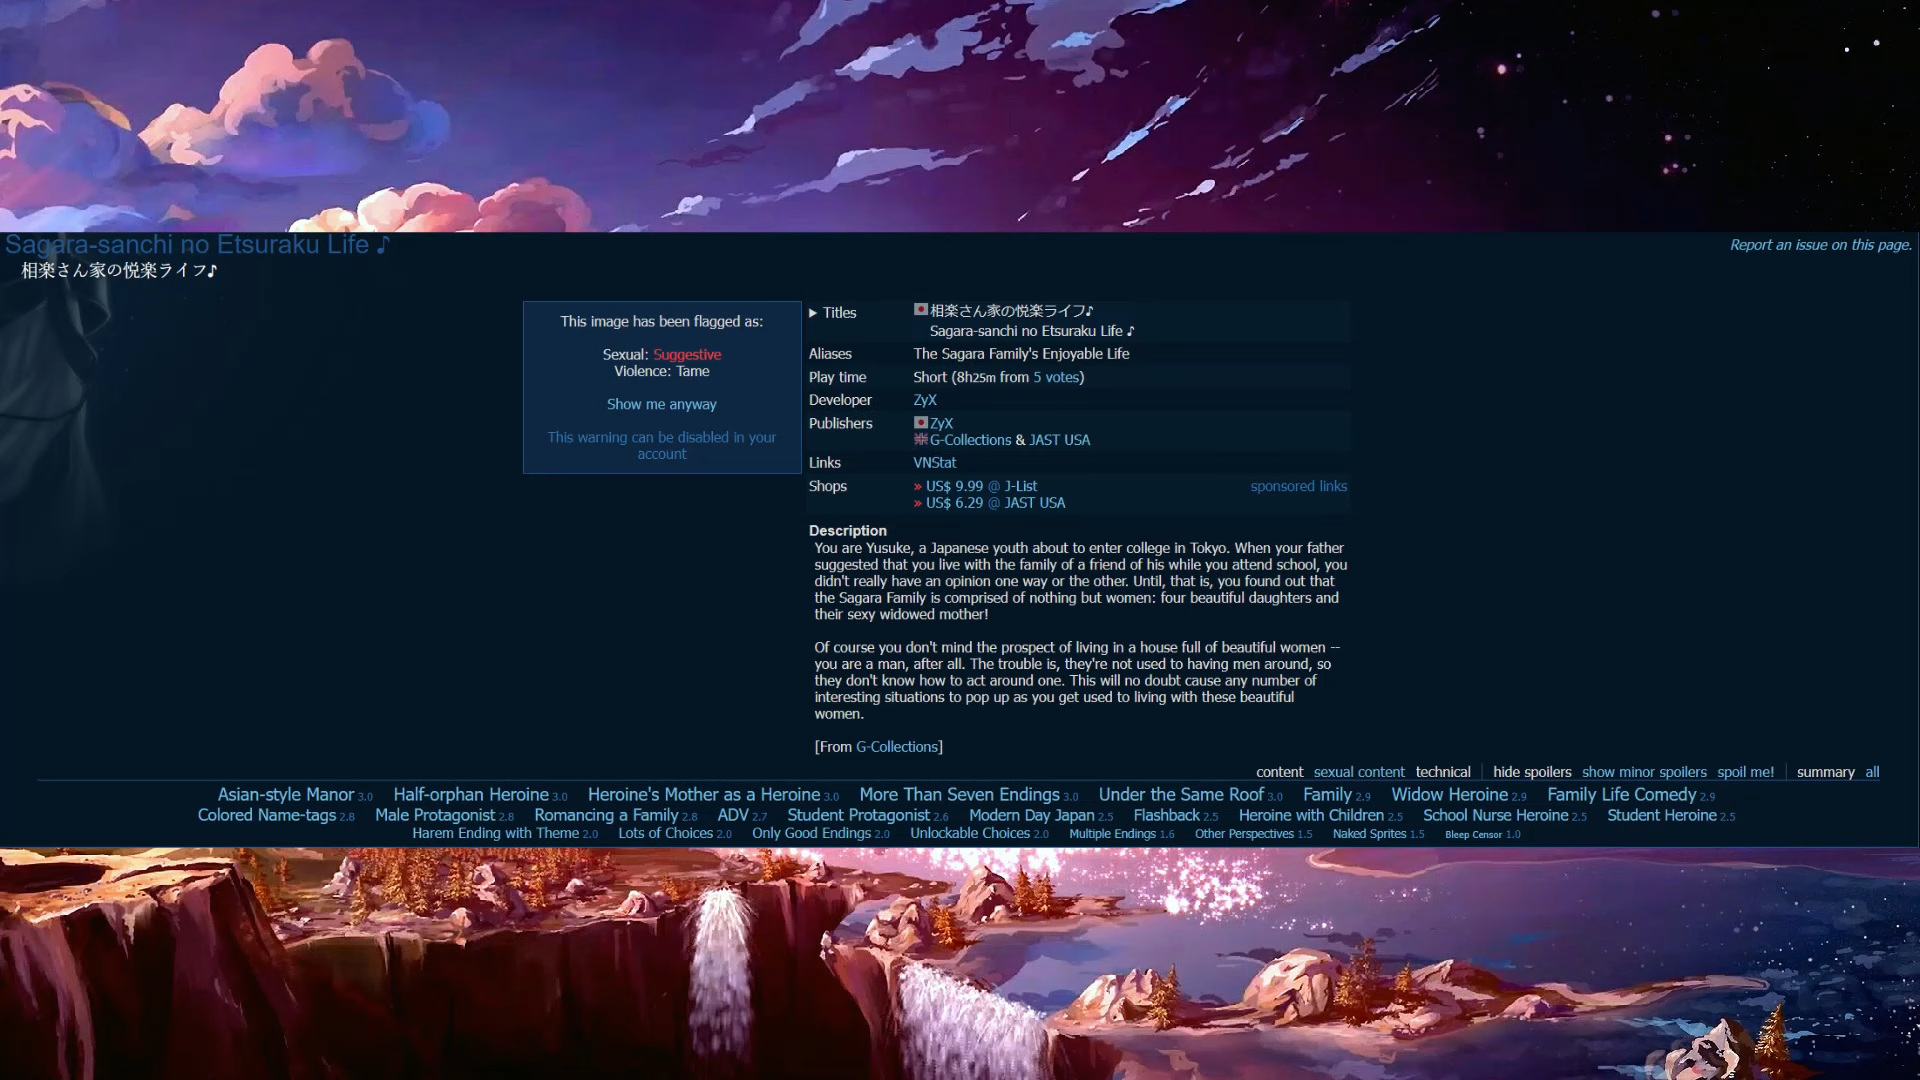 Sagara-sanchi no Etsuraku Life ♪
Report an issue on this page.
相楽さん家の悦楽ライフ♪
This image has been flagged as:
Sexual: Suggestive
Violence: Tame
Show me anyway
This warning can be disabled in your
account
▶ Titles
相楽さん家の悦楽ライフ♪
Sagara-sanchi no Etsuraku Life ♪
Aliases The Sagara Family's Enjoyable Life
Play time Short (8h25m from 5 votes)
Developer ZyX
Publishers ZyX
G-Collections & JAST USA
Links VNStat
Shops » US$ 9.99 @ J-List sponsored links
» US$ 6.29 @ JAST USA
Description
You are Yusuke, a Japanese youth about to enter college in Tokyo. When your father
suggested that you live with the family of a friend of his while you attend school, you
didn't really have an opinion one way or the other. Until, that is, you found out that
the Sagara Family is comprised of nothing but women: four beautiful daughters and
their sexy widowed mother!
Of course you don't mind the prospect of living in a house full of beautiful women --
you are a man, after all. The trouble is, they're not used to having men around, so
they don't know how to act around one. This will no doubt cause any number of
interesting situations to pop up as you get used to living with these beautiful
women.
[From G-Collections]
content sexual content technical hide spoilers show minor spoilers spoil me! summary all
Asian-style Manor 3.0 Half-orphan Heroine 3.0 Heroine's Mother as a Heroine 3.0 More Than Seven Endings 3.0 Under the Same Roof 3.0 Family 2.9 Widow Heroine 2.9 Family Life Comedy 2.9
Colored Name-tags 2.8 Male Protagonist 2.8 Romancing a Family 2.8 ADV 2.7 Student Protagonist 2.6 Modern Day Japan 2.5 Flashback 2.5 Heroine with Children 2.5 School Nurse Heroine 2.5 Student Heroine 2.5
Harem Ending with Theme 2.0 Lots of Choices 2.0 Only Good Endings 2.0 Unlockable Choices 2.0 Multiple Endings 1.6 Other Perspectives 1.5 Naked Sprites 1.5 Bleep Censor 1.0